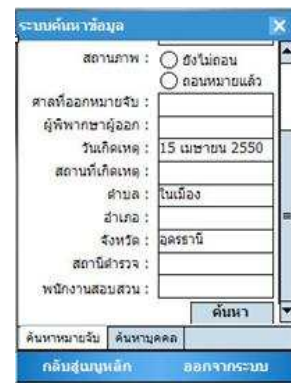 ระบบค้นหาข้อมูล X
สถานภาพ : ยังไม่ถอน
ถอนหมายแล้ว
ศาลที่ออกหมายจับ :
ผู้พิพากษาผู้ออก :
วันเกิดเหตุ : 15 เมษายน 2550
สถานที่เกิดเหตุ :
ตำบล : ในเมือง
อำเภอ :
จังหวัด : อุดรธานี
สถานีตำรวจ :
พนักงานสอบสวน :
ค้นหา
ค้นหาหมายจับ ค้นหาบุคคล
กลับสู่เมนูหลัก ออกจากระบบ